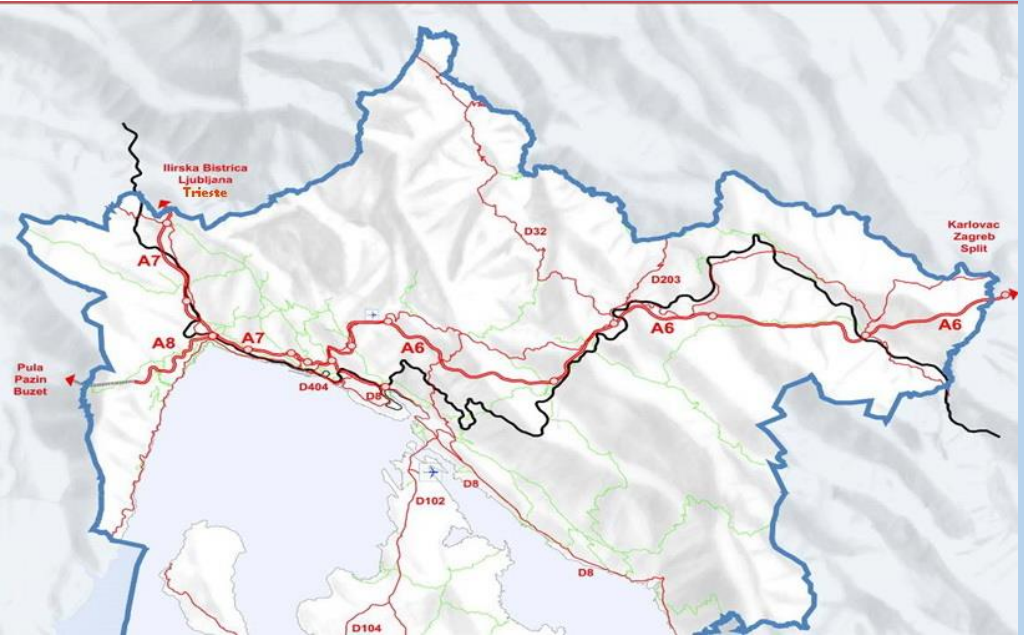 Ilirska Bistrica
Ljubljana
Trieste
D32
Karlovac
Zagreb
Split
A7
D203
A6
A6
A8
A7
A6
Pula
Pazin
Buzet
D404
D8
D8
D102
D8
D104